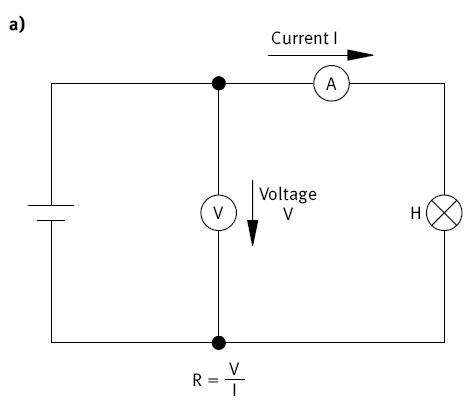 a)
Current I
A
V
Voltage
V
H
R = V/I